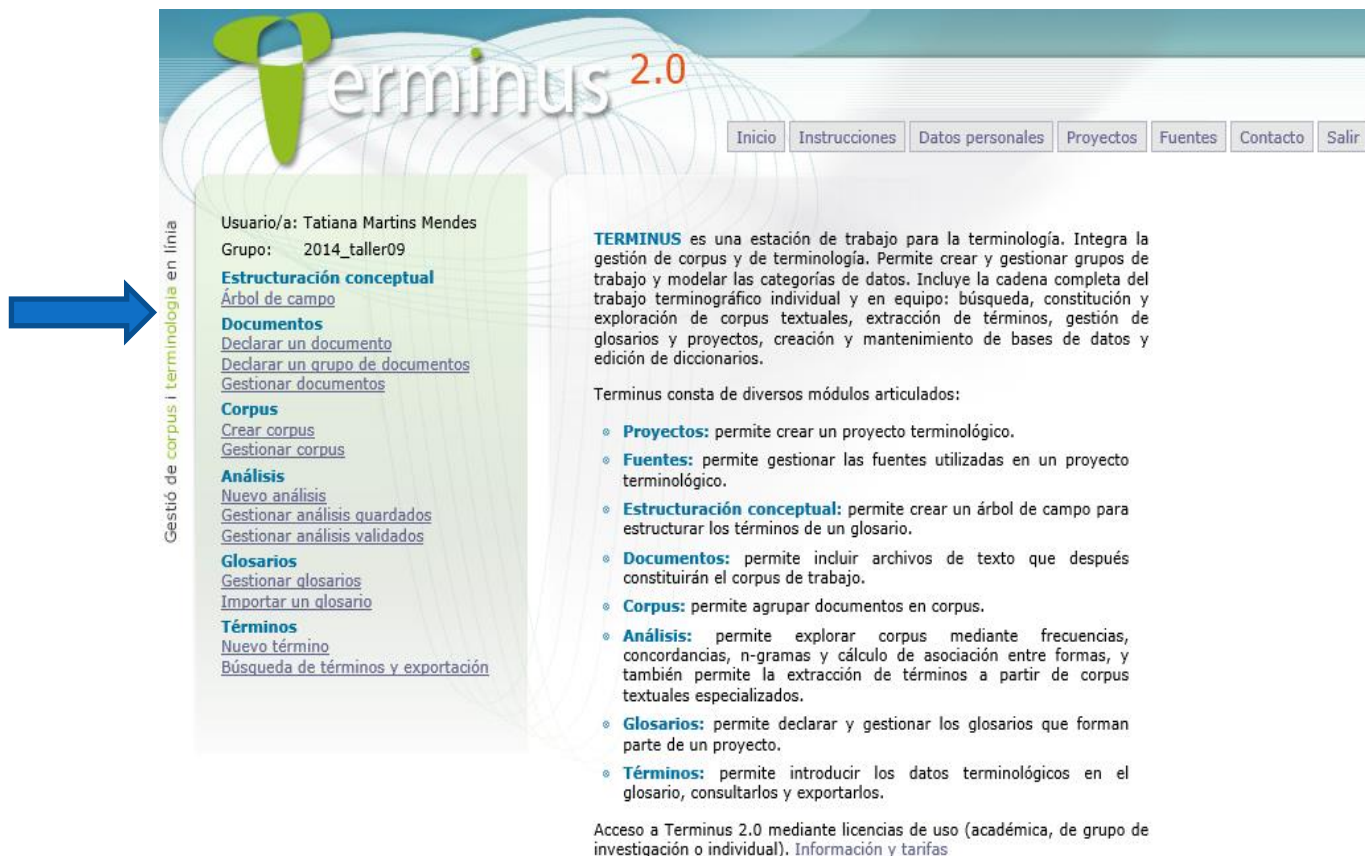 Terminus 2.0
Inicio Instrucciones Datos personales Proyectos Fuentes Contacto Salir
Gestió de corpus i terminologia en línia
Usuario/a: Tatiana Martins Mendes
Grupo: 2014_taller09
Estructuración conceptual
Árbol de campo
Documentos
Declarar un documento
Declarar un grupo de documentos
Gestionar documentos
Corpus
Crear corpus
Gestionar corpus
Análisis
Nuevo análisis
Gestionar análisis guardados
Gestionar análisis validados
Glosarios
Gestionar glosarios
Importar un glosario
Términos
Nuevo término
Búsqueda de términos y exportación
TERMINUS es una estación de trabajo para la terminología. Integra la
gestión de corpus y de terminología. Permite crear y gestionar grupos de
trabajo y modelar las categorías de datos. Incluye la cadena completa del
trabajo terminográfico individual y en equipo: búsqueda, constitución y
exploración de corpus textuales, extracción de términos, gestión de
glosarios y proyectos, creación y mantenimiento de bases de datos y
edición de diccionarios.
Terminus consta de diversos módulos articulados:
Proyectos: permite crear un proyecto terminológico.
Fuentes: permite gestionar las fuentes utilizadas en un proyecto
terminológico.
Estructuración conceptual: permite crear un árbol de campo para
estructurar los términos de un glosario.
Documentos: permite incluir archivos de texto que después
constituirán el corpus de trabajo.
Corpus: permite agrupar documentos en corpus.
Análisis: permite explorar corpus mediante frecuencias,
concordancias, n-gramas y cálculo de asociación entre formas, y
también permite la extracción de términos a partir de corpus
textuales especializados.
Glosarios: permite declarar y gestionar los glosarios que forman
parte de un proyecto.
Términos: permite introducir los datos terminológicos en el
glosario, consultarlos y exportarlos.
Acceso a Terminus 2.0 mediante licencias de uso (académica, de grupo de
investigación o individual). Información y tarifas